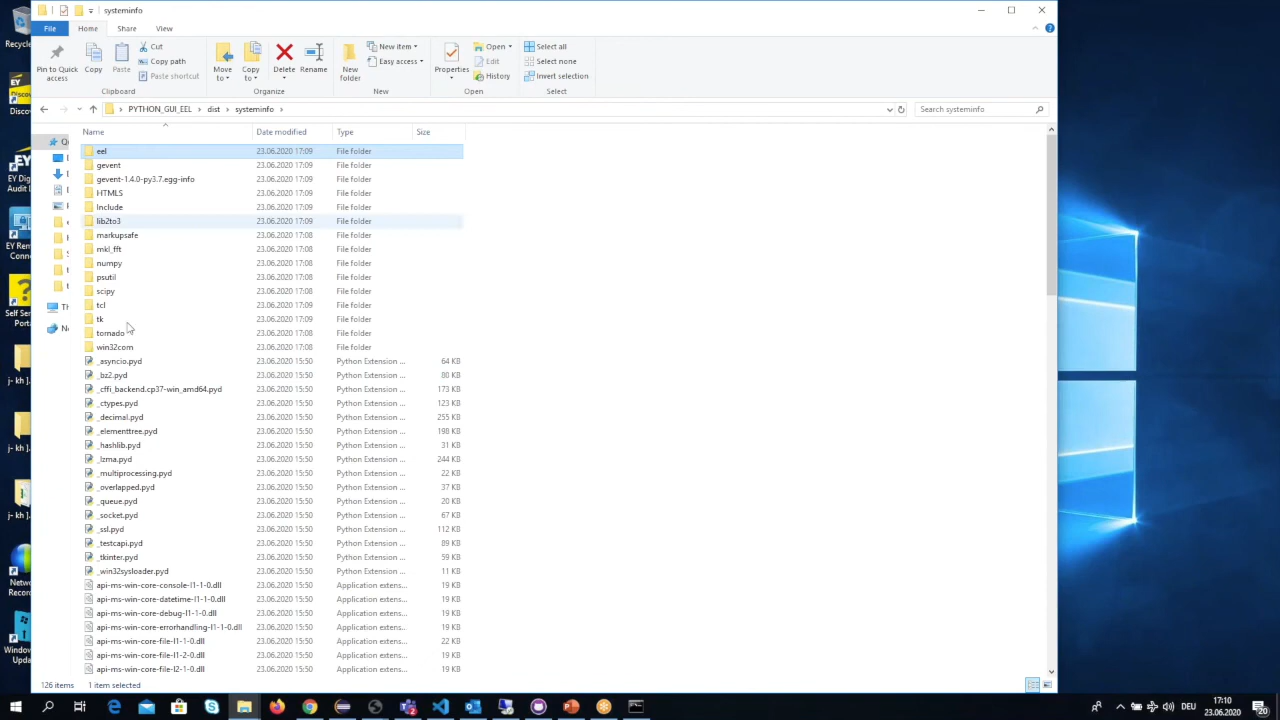 systeminfo
File Home Share View
Pin to Quick access Copy Paste Cut Copy path Paste shortcut Clipboard
Move to Copy to Delete Rename Organize
New folder New item Easy access New
Properties Open Edit History Open
Select all Select none Invert selection Select
PYTHON_GUI_EEL dist systeminfo Search systeminfo
Name Date modified Type Size
eel 23.06.2020 17:09 File folder
gevent 23.06.2020 17:09 File folder
gevent-1.4.0-py3.7.egg-info 23.06.2020 17:09 File folder
HTMLS 23.06.2020 17:09 File folder
Include 23.06.2020 17:09 File folder
lib2to3 23.06.2020 17:09 File folder
markupsafe 23.06.2020 17:08 File folder
mkl_fft 23.06.2020 17:08 File folder
numpy 23.06.2020 17:08 File folder
psutil 23.06.2020 17:08 File folder
scipy 23.06.2020 17:08 File folder
tcl 23.06.2020 17:09 File folder
tk 23.06.2020 17:09 File folder
tornado 23.06.2020 17:08 File folder
win32com 23.06.2020 17:08 File folder
_asyncio.pyd 23.06.2020 15:50 Python Extension ... 64 KB
_bz2.pyd 23.06.2020 15:50 Python Extension ... 80 KB
_cffi_backend.cp37-win_amd64.pyd 23.06.2020 15:50 Python Extension ... 173 KB
_ctypes.pyd 23.06.2020 15:50 Python Extension ... 123 KB
_decimal.pyd 23.06.2020 15:50 Python Extension ... 255 KB
_elementtree.pyd 23.06.2020 15:50 Python Extension ... 198 KB
_hashlib.pyd 23.06.2020 15:50 Python Extension ... 31 KB
_lzma.pyd 23.06.2020 15:50 Python Extension ... 244 KB
_multiprocessing.pyd 23.06.2020 15:50 Python Extension ... 22 KB
_overlapped.pyd 23.06.2020 15:50 Python Extension ... 37 KB
_queue.pyd 23.06.2020 15:50 Python Extension ... 20 KB
_socket.pyd 23.06.2020 15:50 Python Extension ... 67 KB
_ssl.pyd 23.06.2020 15:50 Python Extension ... 112 KB
_testcapi.pyd 23.06.2020 15:50 Python Extension ... 89 KB
_tkinter.pyd 23.06.2020 15:50 Python Extension ... 59 KB
_win32sysloader.pyd 23.06.2020 15:50 Python Extension ... 11 KB
api-ms-win-core-console-l1-1-0.dll 23.06.2020 15:50 Application extens... 19 KB
api-ms-win-core-datetime-l1-1-0.dll 23.06.2020 15:50 Application extens... 19 KB
api-ms-win-core-debug-l1-1-0.dll 23.06.2020 15:50 Application extens... 19 KB
api-ms-win-core-errorhandling-l1-1-0.dll 23.06.2020 15:50 Application extens... 19 KB
api-ms-win-core-file-l1-1-0.dll 23.06.2020 15:50 Application extens... 22 KB
api-ms-win-core-file-l1-2-0.dll 23.06.2020 15:50 Application extens... 19 KB
api-ms-win-core-file-l2-1-0.dll 23.06.2020 15:50 Application extens... 19 KB
126 items 1 item selected
Recycle
EY
Discov
EY
EY Dig
Audit D
EY Rem
Conne
Self Ser
Port
j- kh ].
j- kh ].
j- kh ].
Netwo
Record
Window
Upda
DEU
17:10
23.06.2020
20